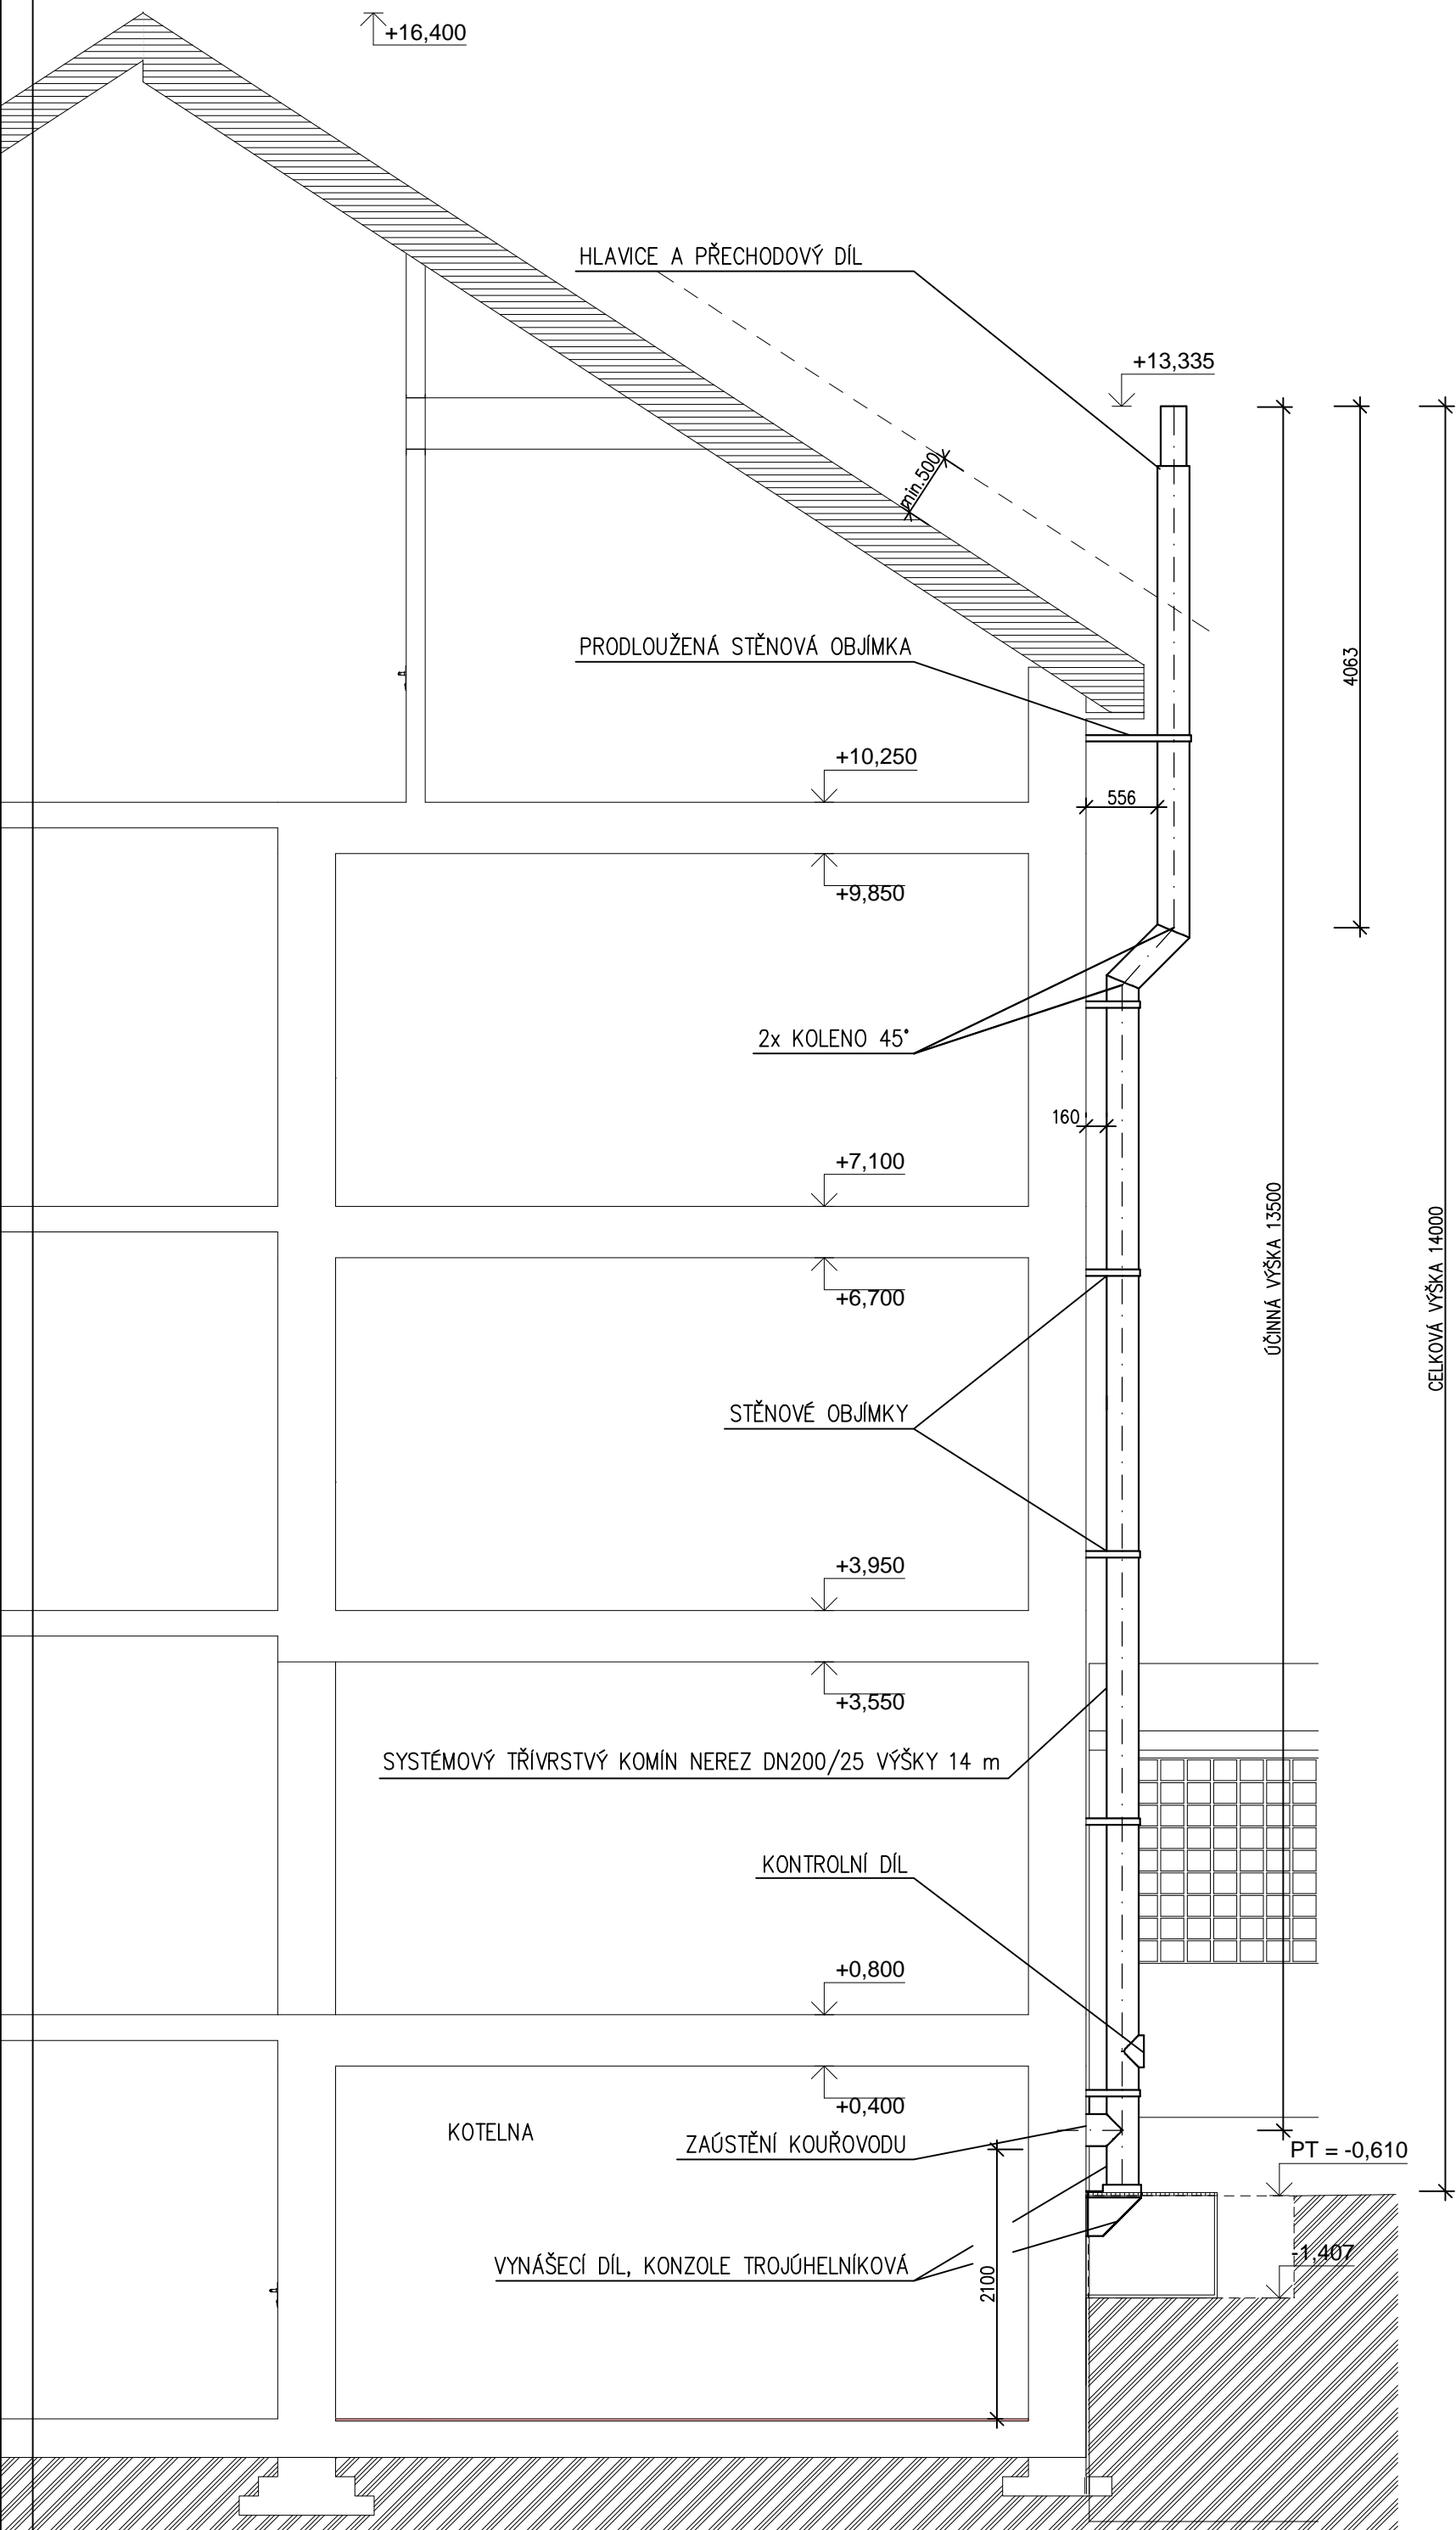 +16,400
HLAVICE A PŘECHODOVÝ DÍL
+13,335
min.500
PRODLOUŽENÁ STĚNOVÁ OBJÍMKA
4063
+10,250
556
+9,850
2x KOLENO 45°
160
+7,100
ÚČINNÁ VÝŠKA 13500
CELKOVÁ VÝŠKA 14000
+6,700
STĚNOVÉ OBJÍMKY
+3,950
+3,550
SYSTÉMOVÝ TŘÍVRSTVÝ KOMÍN NEREZ DN200/25 VÝŠKY 14 m
KONTROLNÍ DÍL
+0,800
+0,400
KOTELNA
ZAÚSTĚNÍ KOUŘOVODU
PT = -0,610
-1,407
VYNÁŠECÍ DÍL, KONZOLE TROJÚHELNÍKOVÁ
2100